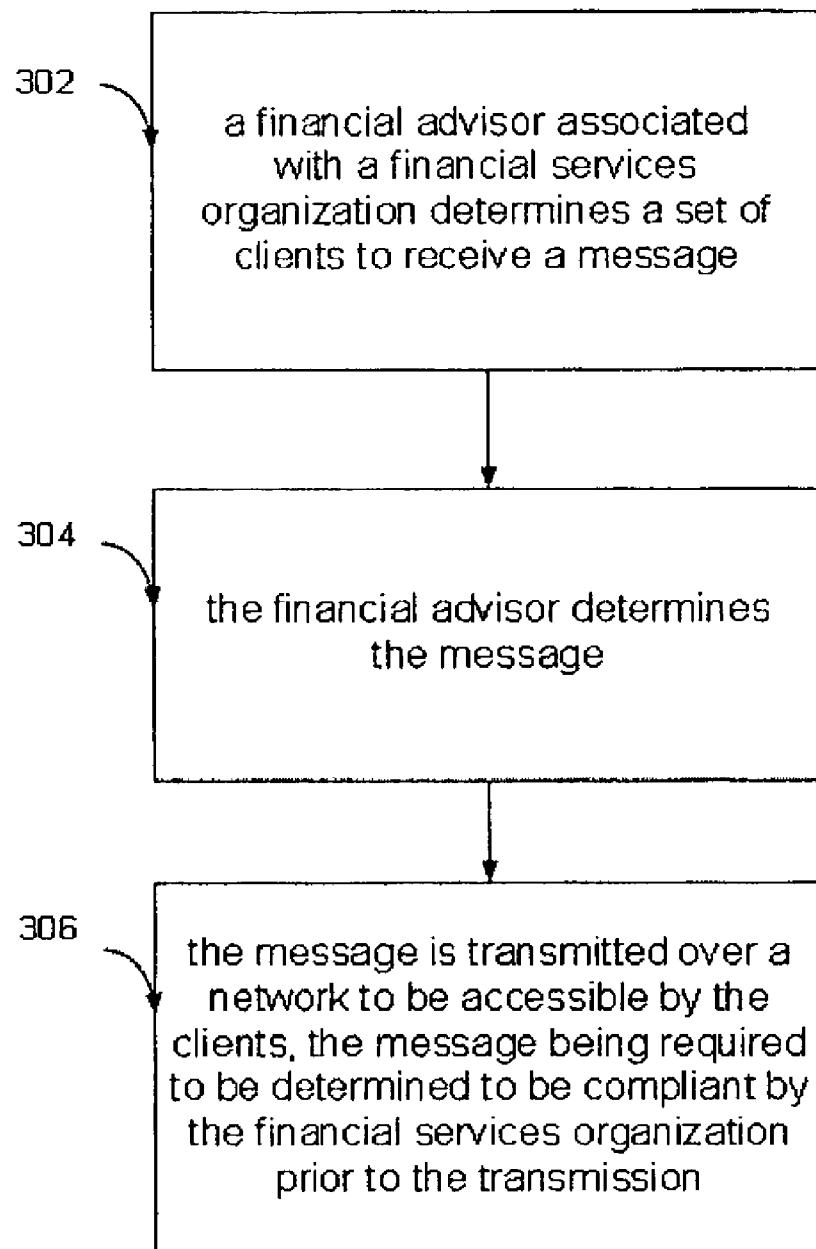 302
a financial advisor associated
with a financial services
organization determines a set of
clients to receive a message
304
the financial advisor determines
the message
306
the message is transmitted over a
network to be accessible by the
clients, the message being required
to be determined to be compliant by
the financial services organization
prior to the transmission